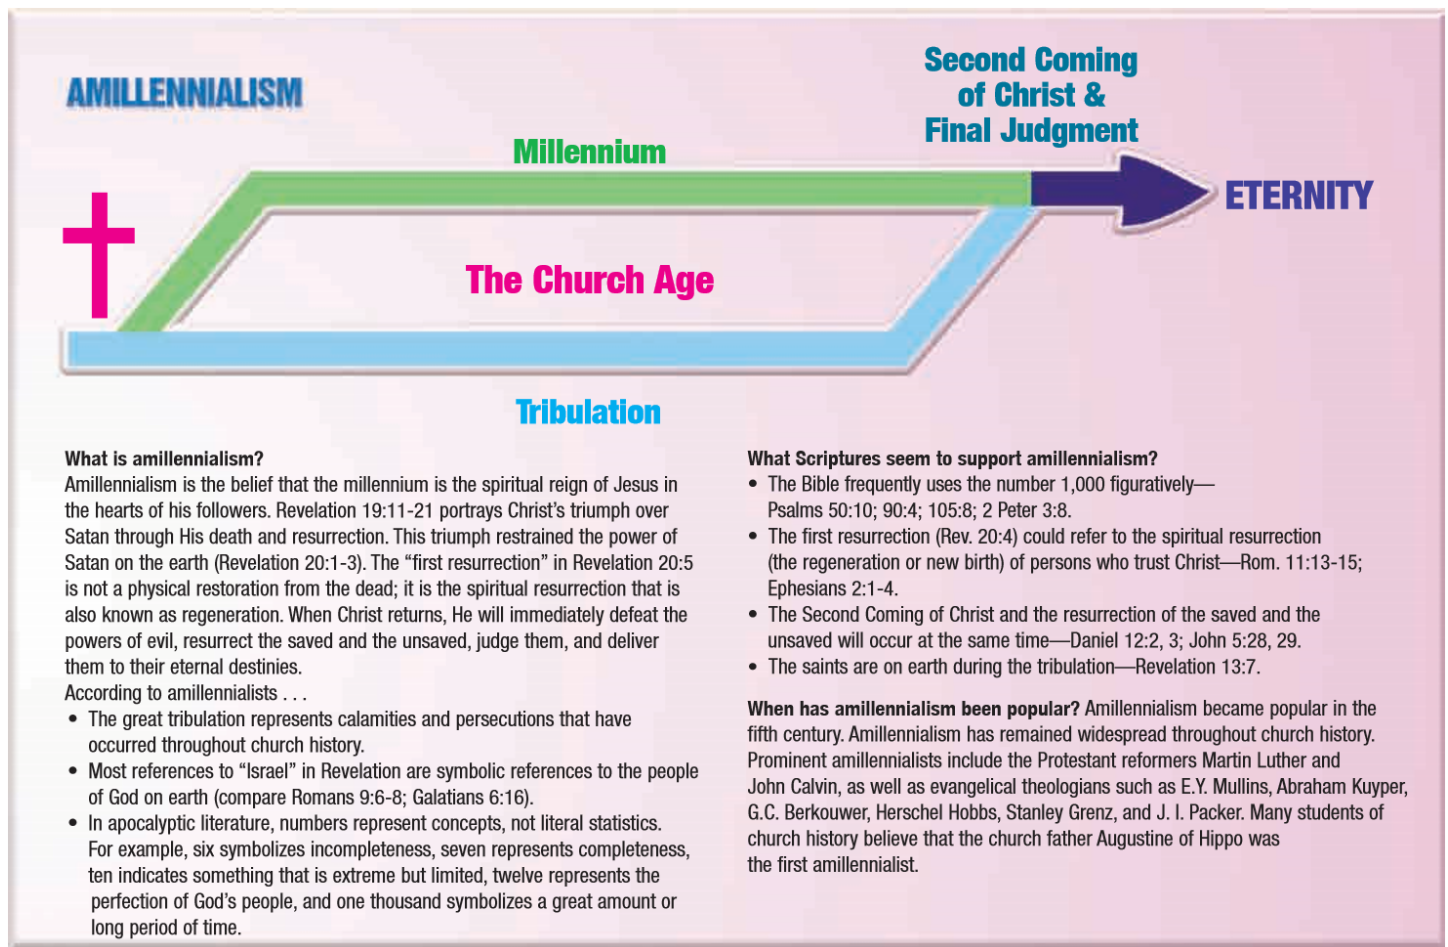 AMILLENNIALISM
Second Coming
of Christ &
Final Judgment
Millennium
ETERNITY
The Church Age
Tribulation
What is amillennialism?
Amillennialism is the belief that the millennium is the spiritual reign of Jesus in
the hearts of his followers. Revelation 19:11-21 portrays Christ’s triumph over
Satan through His death and resurrection. This triumph restrained the power of
Satan on the earth (Revelation 20:1-3). The “first resurrection” in Revelation 20:5
is not a physical restoration from the dead; it is the spiritual resurrection that is
also known as regeneration. When Christ returns, He will immediately defeat the
powers of evil, resurrect the saved and the unsaved, judge them, and deliver
them to their eternal destinies.
According to amillennialists . . .
• The great tribulation represents calamities and persecutions that have
occurred throughout church history.
• Most references to “Israel” in Revelation are symbolic references to the people
of God on earth (compare Romans 9:6-8; Galatians 6:16).
• In apocalyptic literature, numbers represent concepts, not literal statistics.
For example, six symbolizes incompleteness, seven represents completeness,
ten indicates something that is extreme but limited, twelve represents the
perfection of God’s people, and one thousand symbolizes a great amount or
long period of time.
What Scriptures seem to support amillennialism?
• The Bible frequently uses the number 1,000 figuratively—
Psalms 50:10; 90:4; 105:8; 2 Peter 3:8.
• The first resurrection (Rev. 20:4) could refer to the spiritual resurrection
(the regeneration or new birth) of persons who trust Christ—Rom. 11:13-15;
Ephesians 2:1-4.
• The Second Coming of Christ and the resurrection of the saved and the
unsaved will occur at the same time—Daniel 12:2, 3; John 5:28, 29.
• The saints are on earth during the tribulation—Revelation 13:7.
When has amillennialism been popular? Amillennialism became popular in the
fifth century. Amillennialism has remained widespread throughout church history.
Prominent amillennialists include the Protestant reformers Martin Luther and
John Calvin, as well as evangelical theologians such as E.Y. Mullins, Abraham Kuyper,
G.C. Berkouwer, Herschel Hobbs, Stanley Grenz, and J. I. Packer. Many students of
church history believe that the church father Augustine of Hippo was
the first amillennialist.